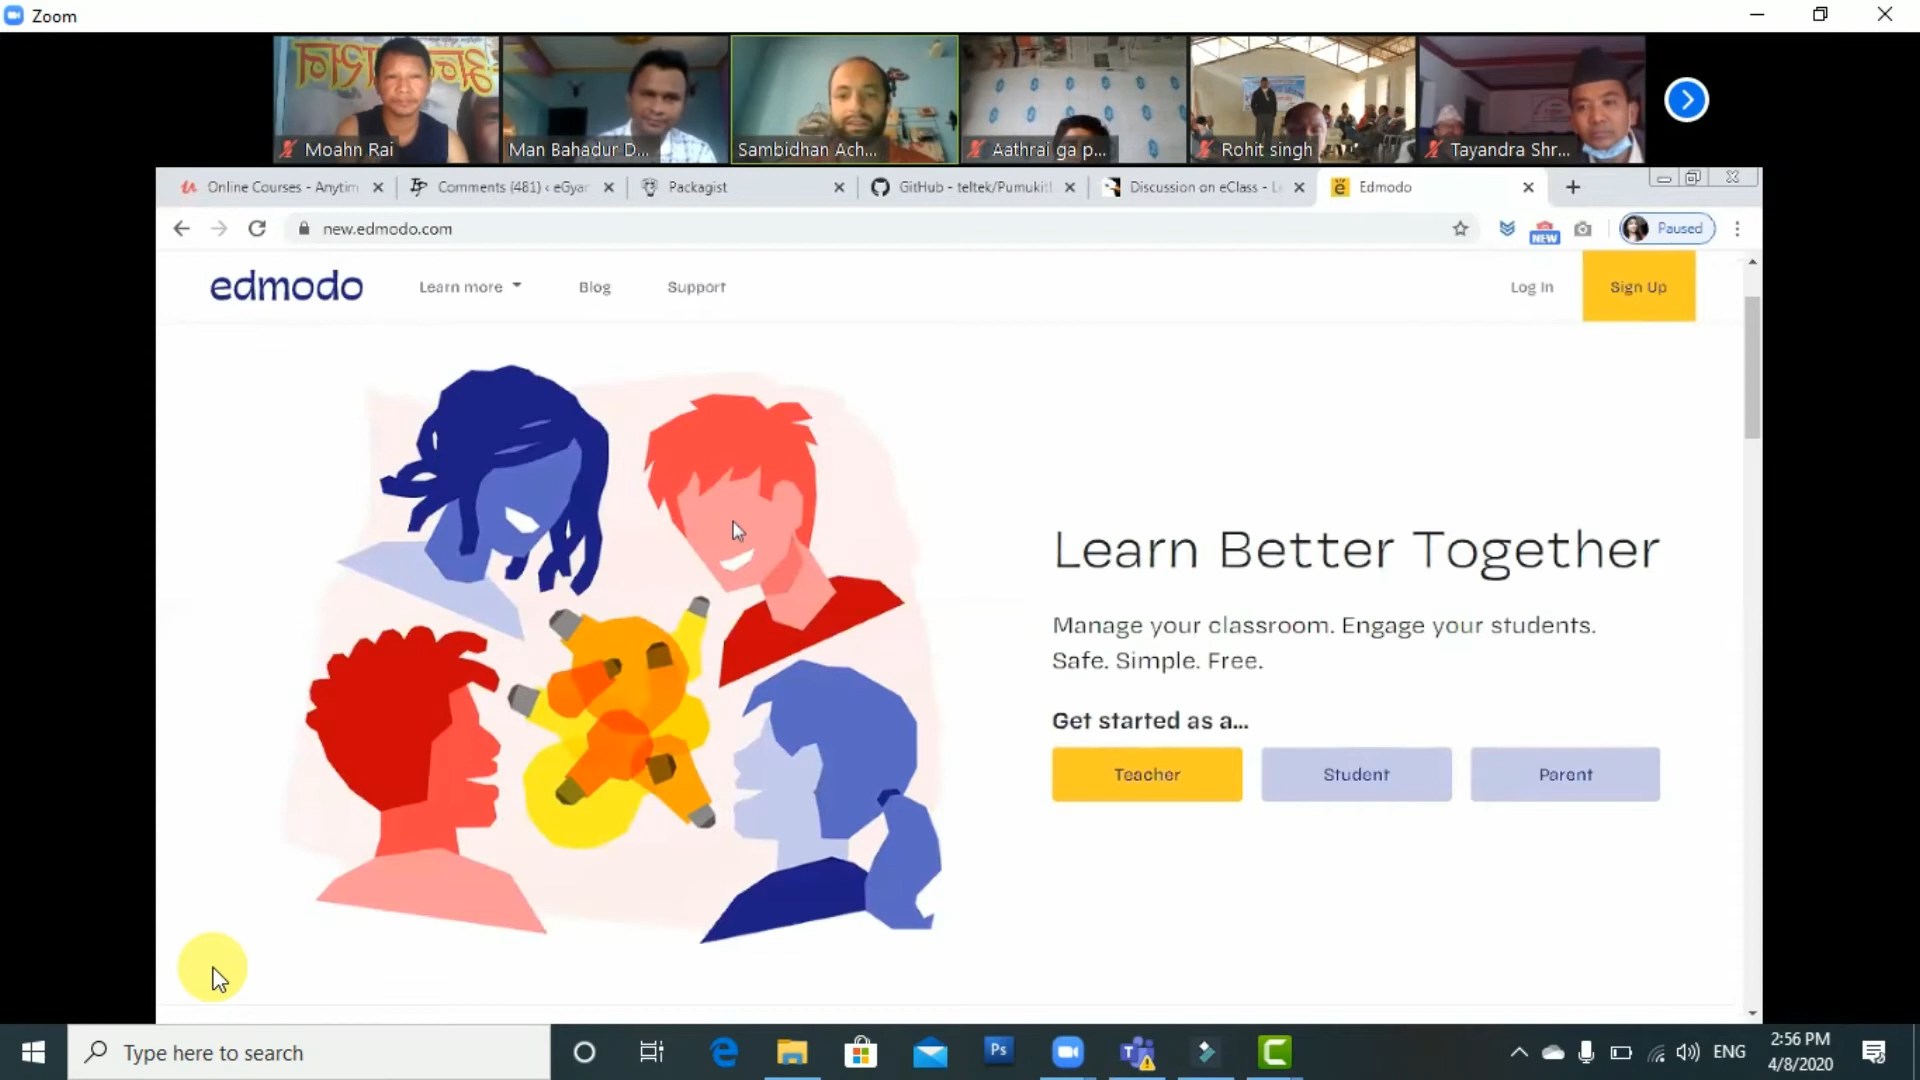 Zoom
Moahn Rai
Man Bahadur D...
Sambidhan Ach...
Aathrai ga p...
Rohit singh
Tayandra Shr...
Online Courses - Anytim
Comments (481) ‹ eGyar
Packagist
GitHub - teltek/Pumukit
Discussion on eClass - L
Edmodo
new.edmodo.com
NEW
Paused
edmodo
Learn more
Blog
Support
Log In
Sign Up
Learn Better Together
Manage your classroom. Engage your students.
Safe. Simple. Free.
Get started as a...
Teacher
Student
Parent
Type here to search
Ps
ENG
2:56 PM
4/8/2020